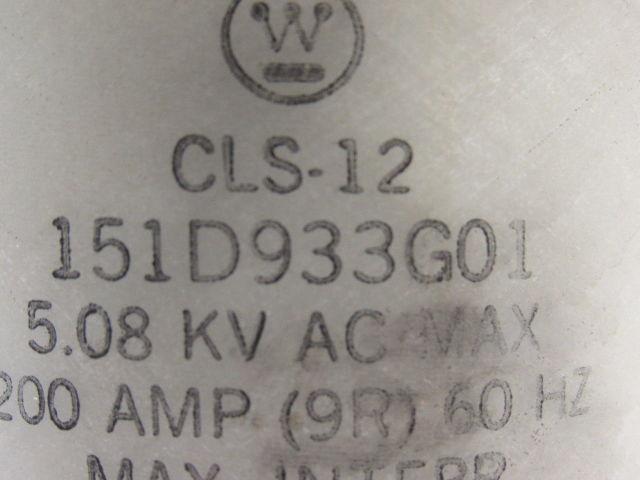 W
CLS-12
151D933G01
5.08 KV AC MAX
200 AMP (9R) 60 HZ
MAX. INTERR